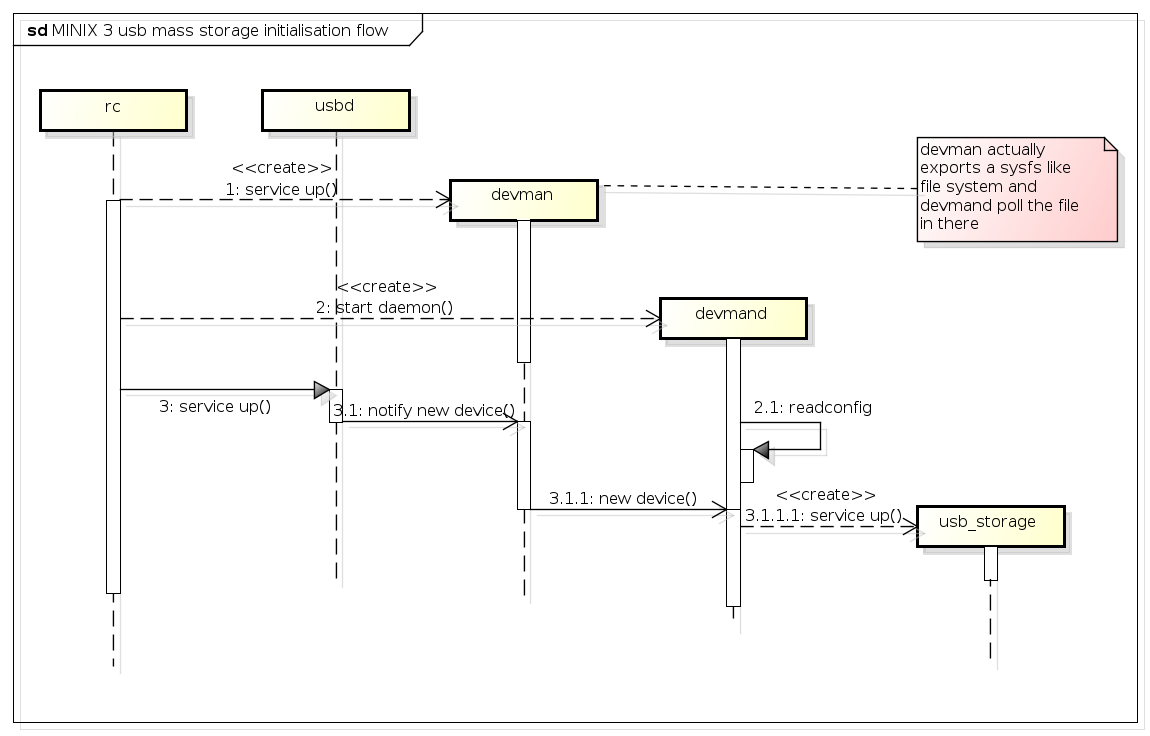 sd MINIX 3 usb mass storage initialisation flow
rc
usbd
devman actually
exports a sysfs like
file system and
devmand poll the file
in there
<<create>>
1: service up()
devman
<<create>>
2: start daemon()
devmand
3: service up()
3.1: notify new device()
2.1: readconfig
3.1.1: new device()
<<create>>
3.1.1.1: service up()
usb_storage